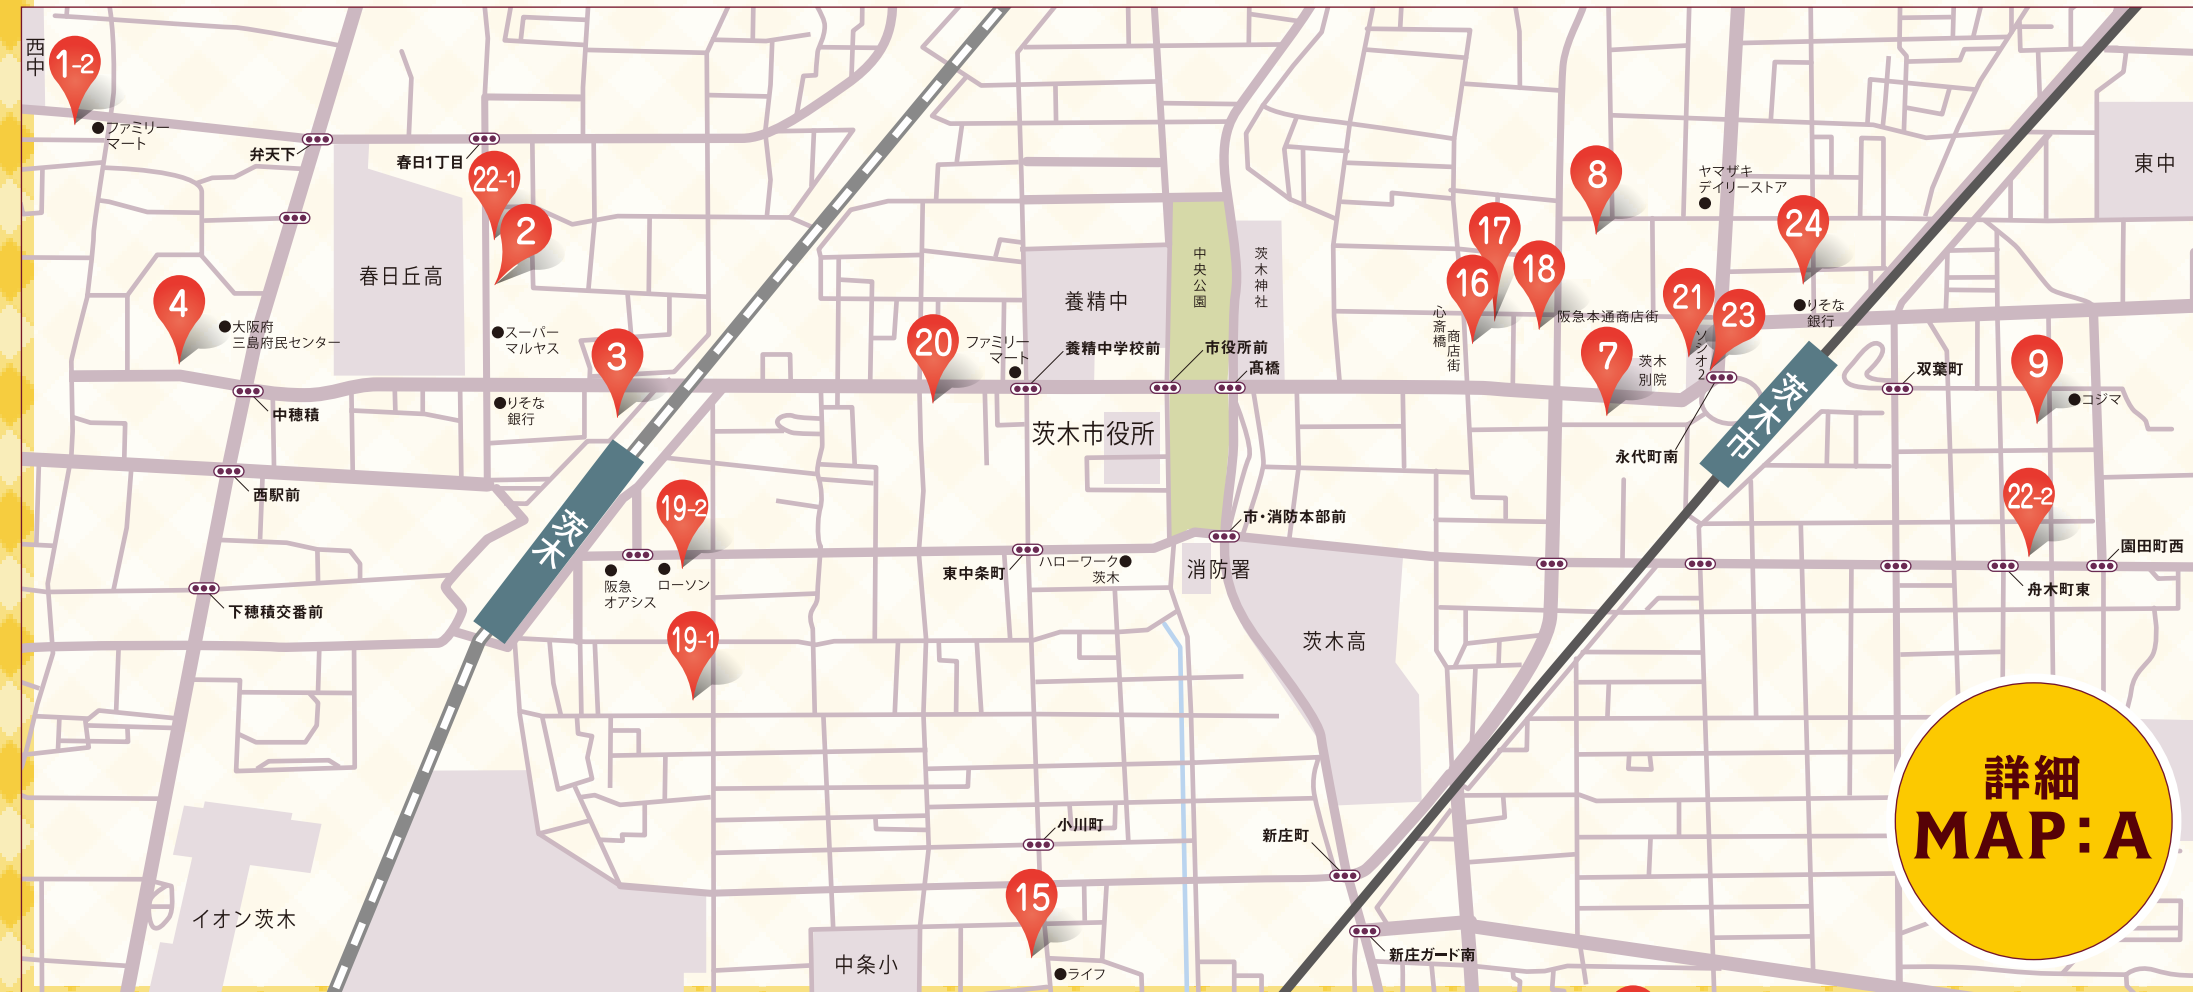 西中
1-2
ファミリー
マート
弁天下
春日1丁目
22-1
2
春日丘高
4
大阪府
三島府民センター
スーパー
マルヤス
3
りそな
銀行
中穂積
西駅前
下穂積交番前
茨木
19-2
阪急
オアシス
ローソン
19-1
イオン茨木
20
ファミリー
マート
養精中
養精中学校前
中央公園
茨木神社
市役所前
髙橋
茨木市役所
市・消防本部前
東中条町
ハローワーク
茨木
消防署
茨木高
小川町
15
ライフ
中条小
新庄町
新庄ガード南
8
ヤマザキ
デイリーストア
24
東中
17
16
18
心斎橋
商店街
阪急本通商店街
7
茨木
別院
21
23
ソシオ2
りそな
銀行
永代町南
茨木市
双葉町
9
コジマ
22-2
園田町西
舟木町東
詳細
MAP:A